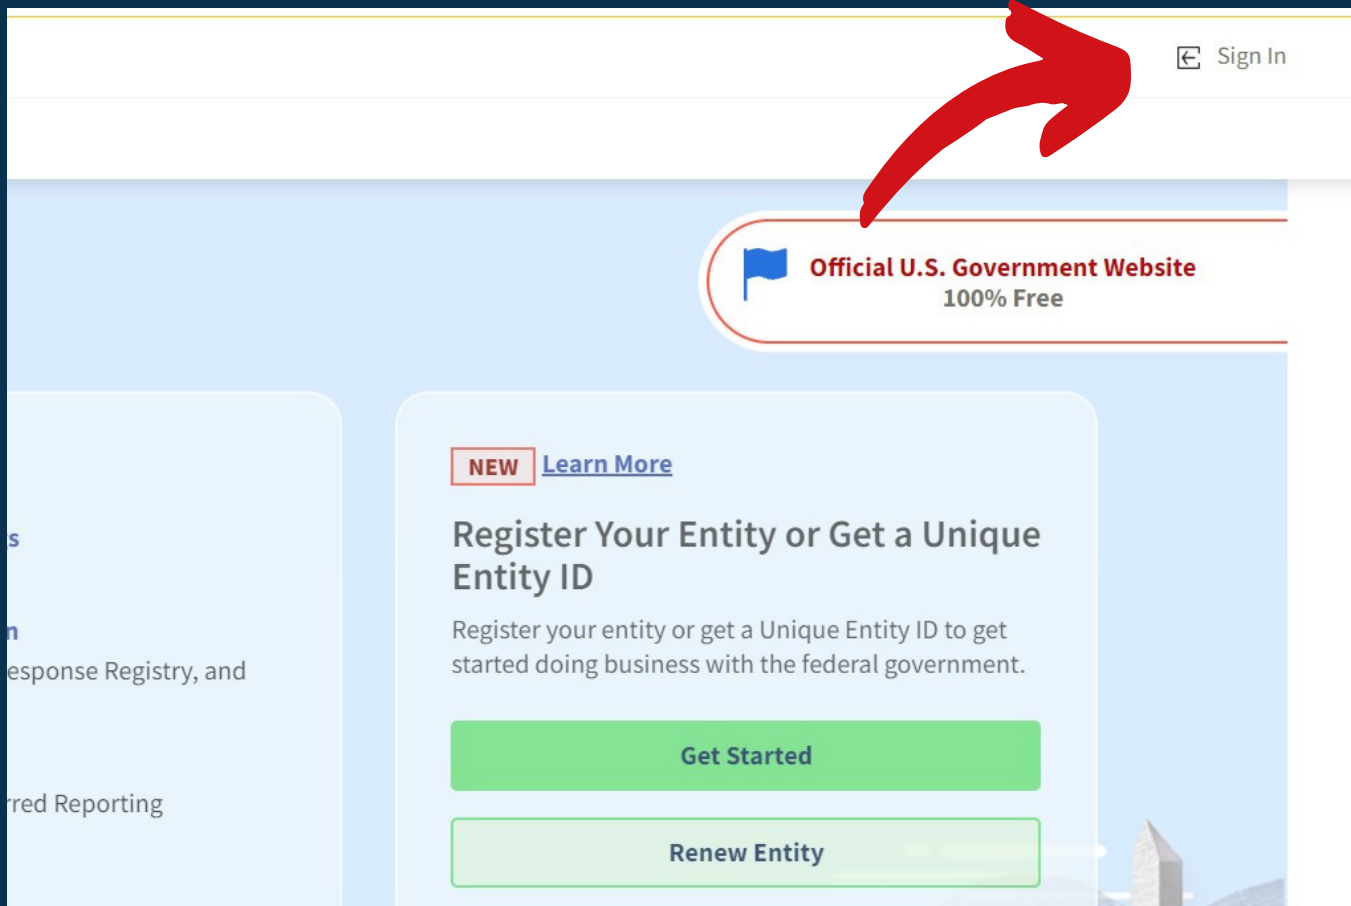 Sign In
Official U.S. Government Website
100% Free
s
n
esponse Registry, and
rred Reporting
NEW Learn More
Register Your Entity or Get a Unique
Entity ID
Register your entity or get a Unique Entity ID to get
started doing business with the federal government.
Get Started
Renew Entity